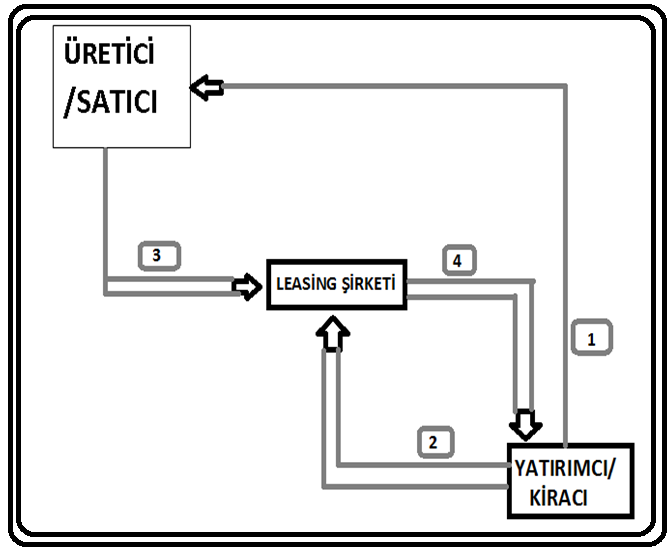 ÜRETİCİ
/SATICI
3
LEASİNG ŞİRKETİ
4
1
2
YATIRIMCI/
KİRACI